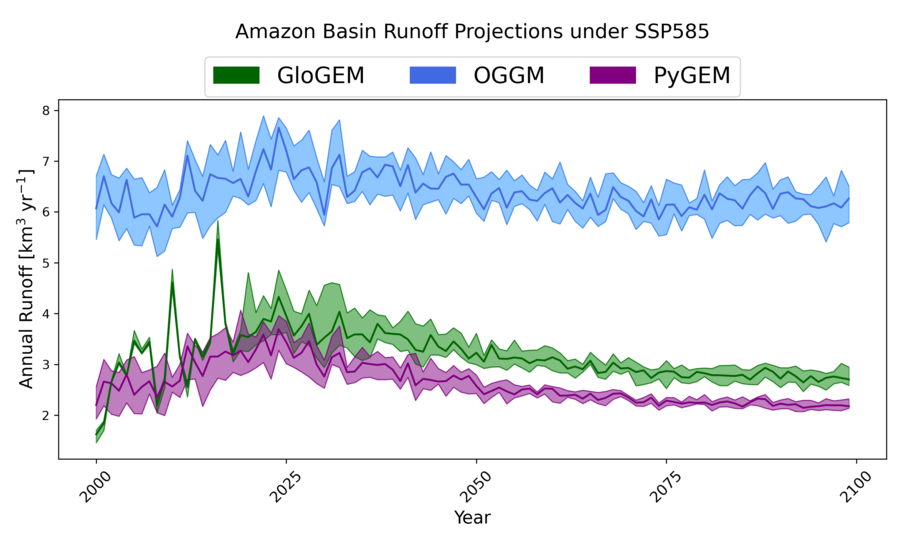 Amazon Basin Runoff Projections under SSP585
GloGEM OGGM PyGEM
8
7
6
5
4
3
2
Annual Runoff [km³ yr⁻¹]
2000 2025 2050 2075 2100
Year